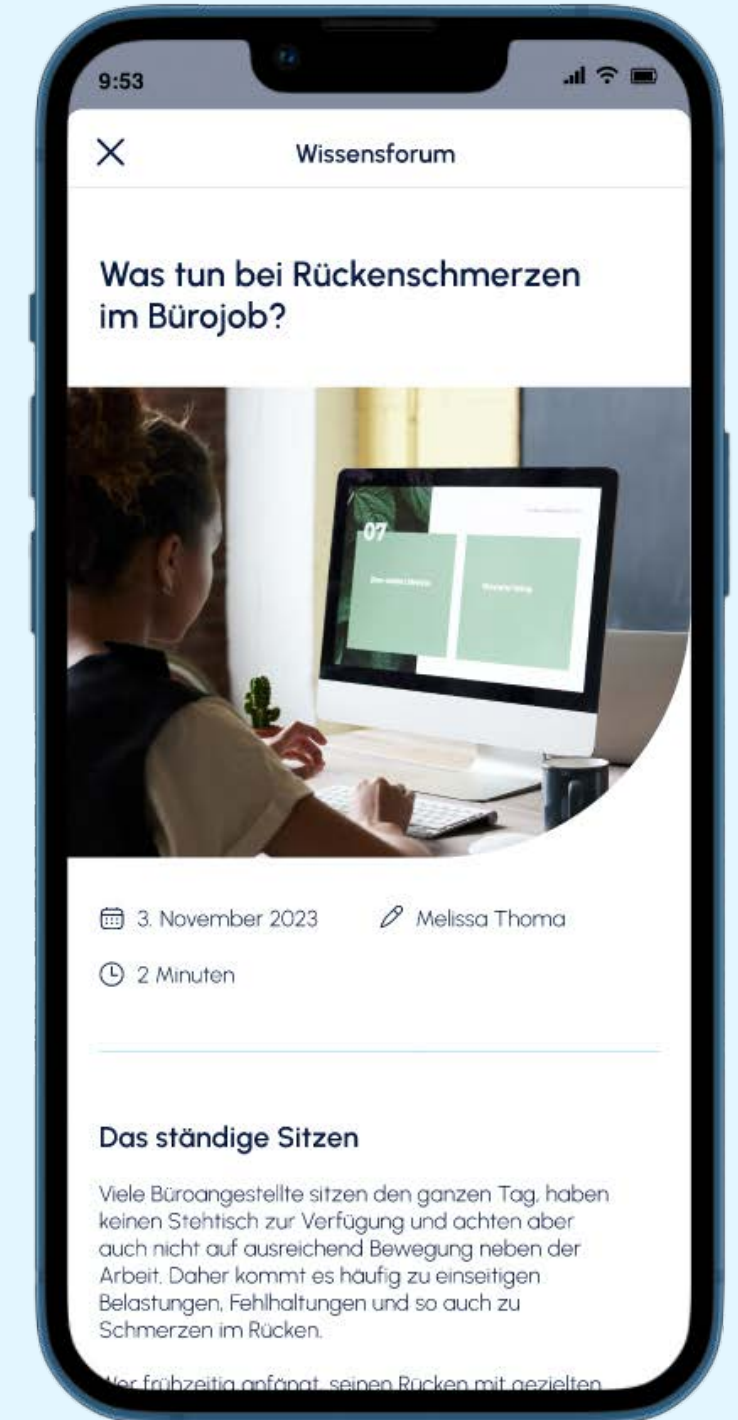 9:53
Wissensforum
Was tun bei Rückenschmerzen
im Bürojob?
07
3. November 2023
Melissa Thoma
2 Minuten
Das ständige Sitzen
Viele Büroangestellte sitzen den ganzen Tag, haben
keinen Stehtisch zur Verfügung und achten aber
auch nicht auf ausreichend Bewegung neben der
Arbeit. Daher kommt es häufig zu einseitigen
Belastungen, Fehlhaltungen und so auch zu
Schmerzen im Rücken.
Wer frühzeitig anfängt, seinen Rücken mit gezielten